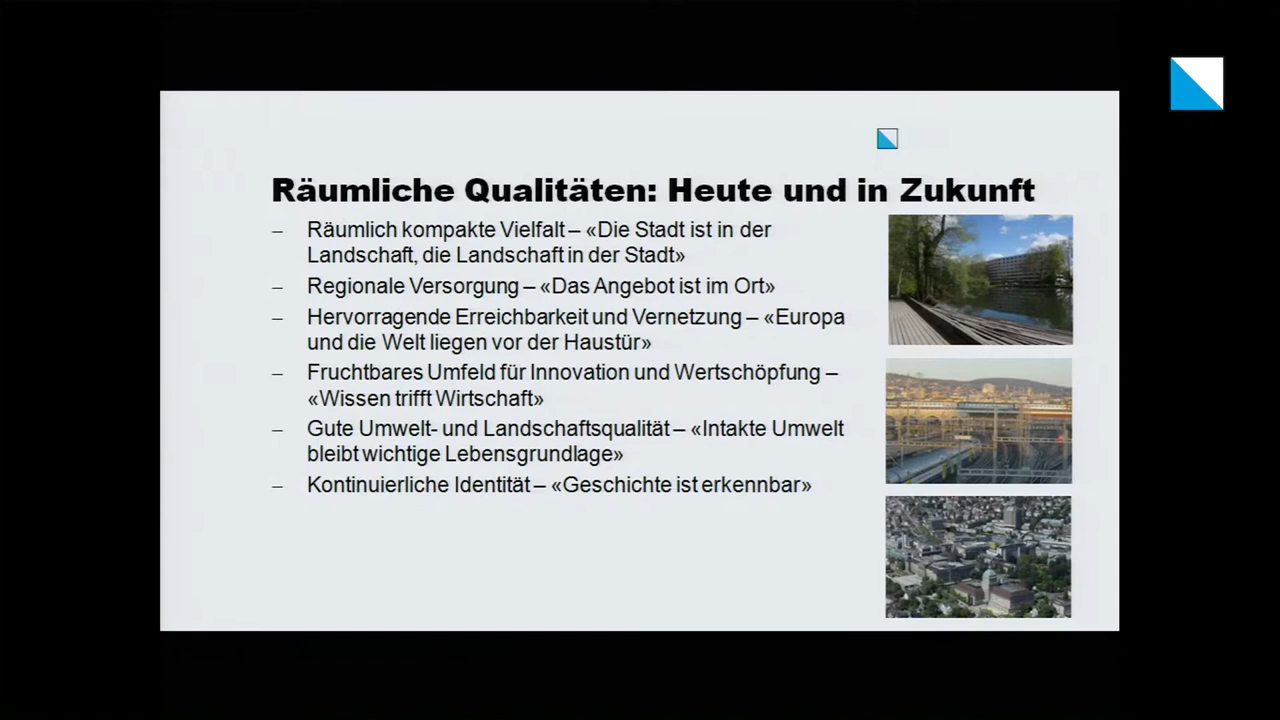 Räumliche Qualitäten: Heute und in Zukunft
– Räumlich kompakte Vielfalt – «Die Stadt ist in der
Landschaft, die Landschaft in der Stadt»
– Regionale Versorgung – «Das Angebot ist im Ort»
– Hervorragende Erreichbarkeit und Vernetzung – «Europa
und die Welt liegen vor der Haustür»
– Fruchtbares Umfeld für Innovation und Wertschöpfung –
«Wissen trifft Wirtschaft»
– Gute Umwelt- und Landschaftsqualität – «Intakte Umwelt
bleibt wichtige Lebensgrundlage»
– Kontinuierliche Identität – «Geschichte ist erkennbar»